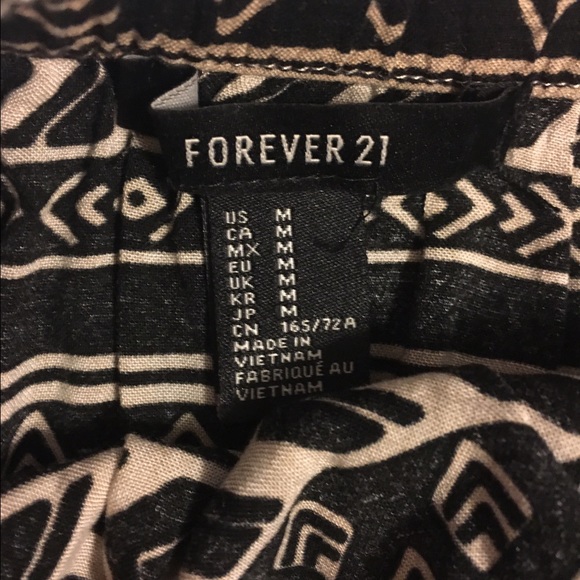 FOREVER 21
US M
CA M
MX M
EU M
UK M
KR M
JP M
CN 165/72A
MADE IN
VIETNAM
FABRIQUÉ AU
VIETNAM